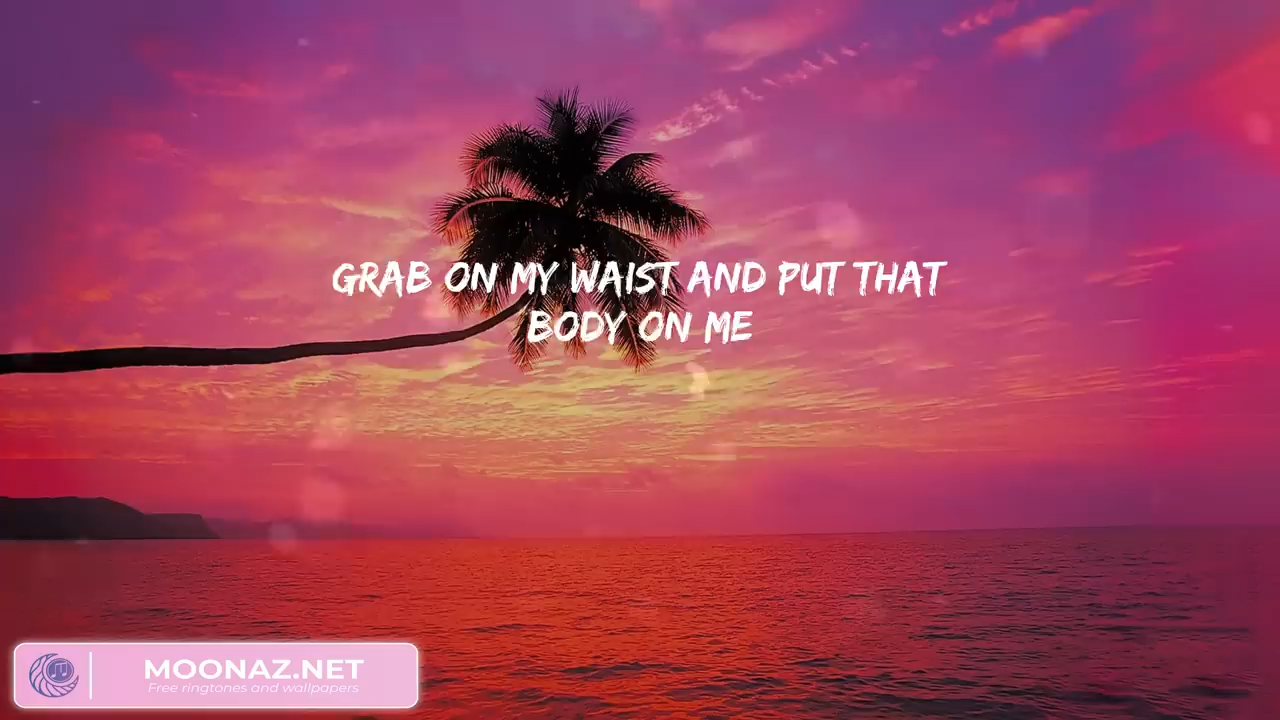 GRAB ON MY WAIST AND PUT THAT
BODY ON ME
MOONAZ.NET
Free ringtones and wallpapers